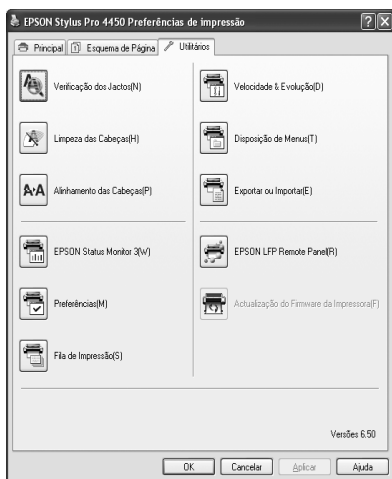 EPSON Stylus Pro 4450 Preferências de impressão
Principal Esquema de Página Utilitários
Verificação dos Jactos(N)
Limpeza das Cabeças(H)
Alinhamento das Cabeças(P)
EPSON Status Monitor 3(W)
Preferências(M)
Fila de Impressão(S)
Velocidade & Evolução(D)
Disposição de Menus(T)
Exportar ou Importar(E)
EPSON LFP Remote Panel(R)
Actualização do Firmware da Impressora(F)
Versões 6.50
OK Cancelar Aplicar Ajuda